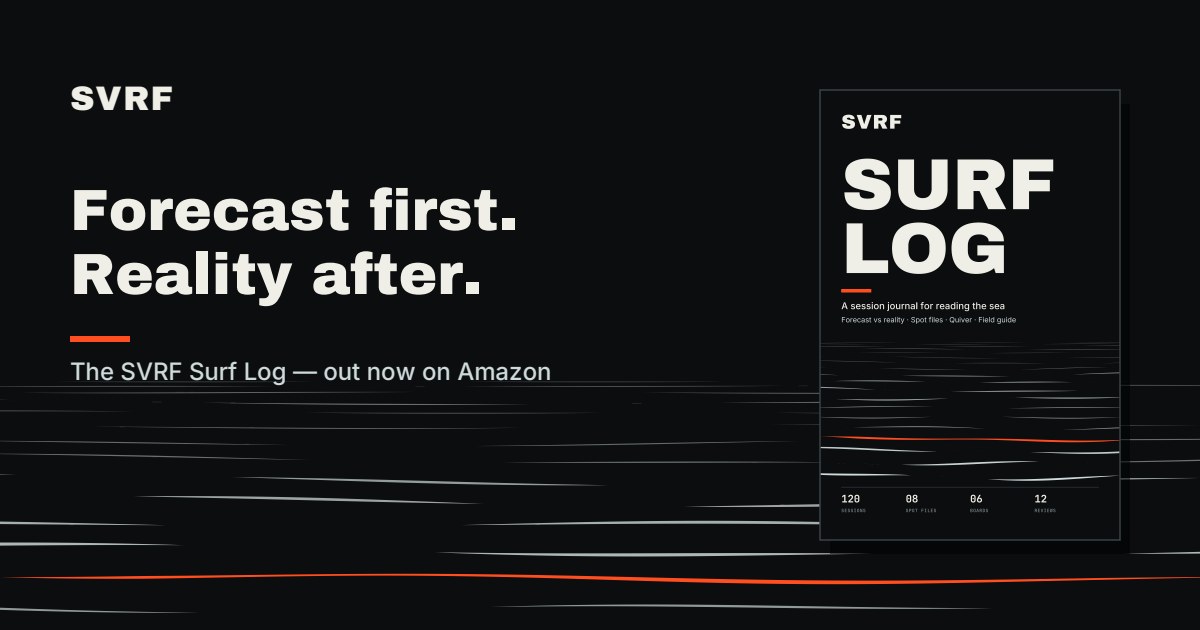 SVRF
Forecast first.
Reality after.
The SVRF Surf Log — out now on Amazon
SVRF
SURF
LOG
A session journal for reading the sea
Forecast vs reality · Spot files · Quiver · Field guide
120 08 06 12
SESSIONS SPOT FILES BOARDS REVIEWS